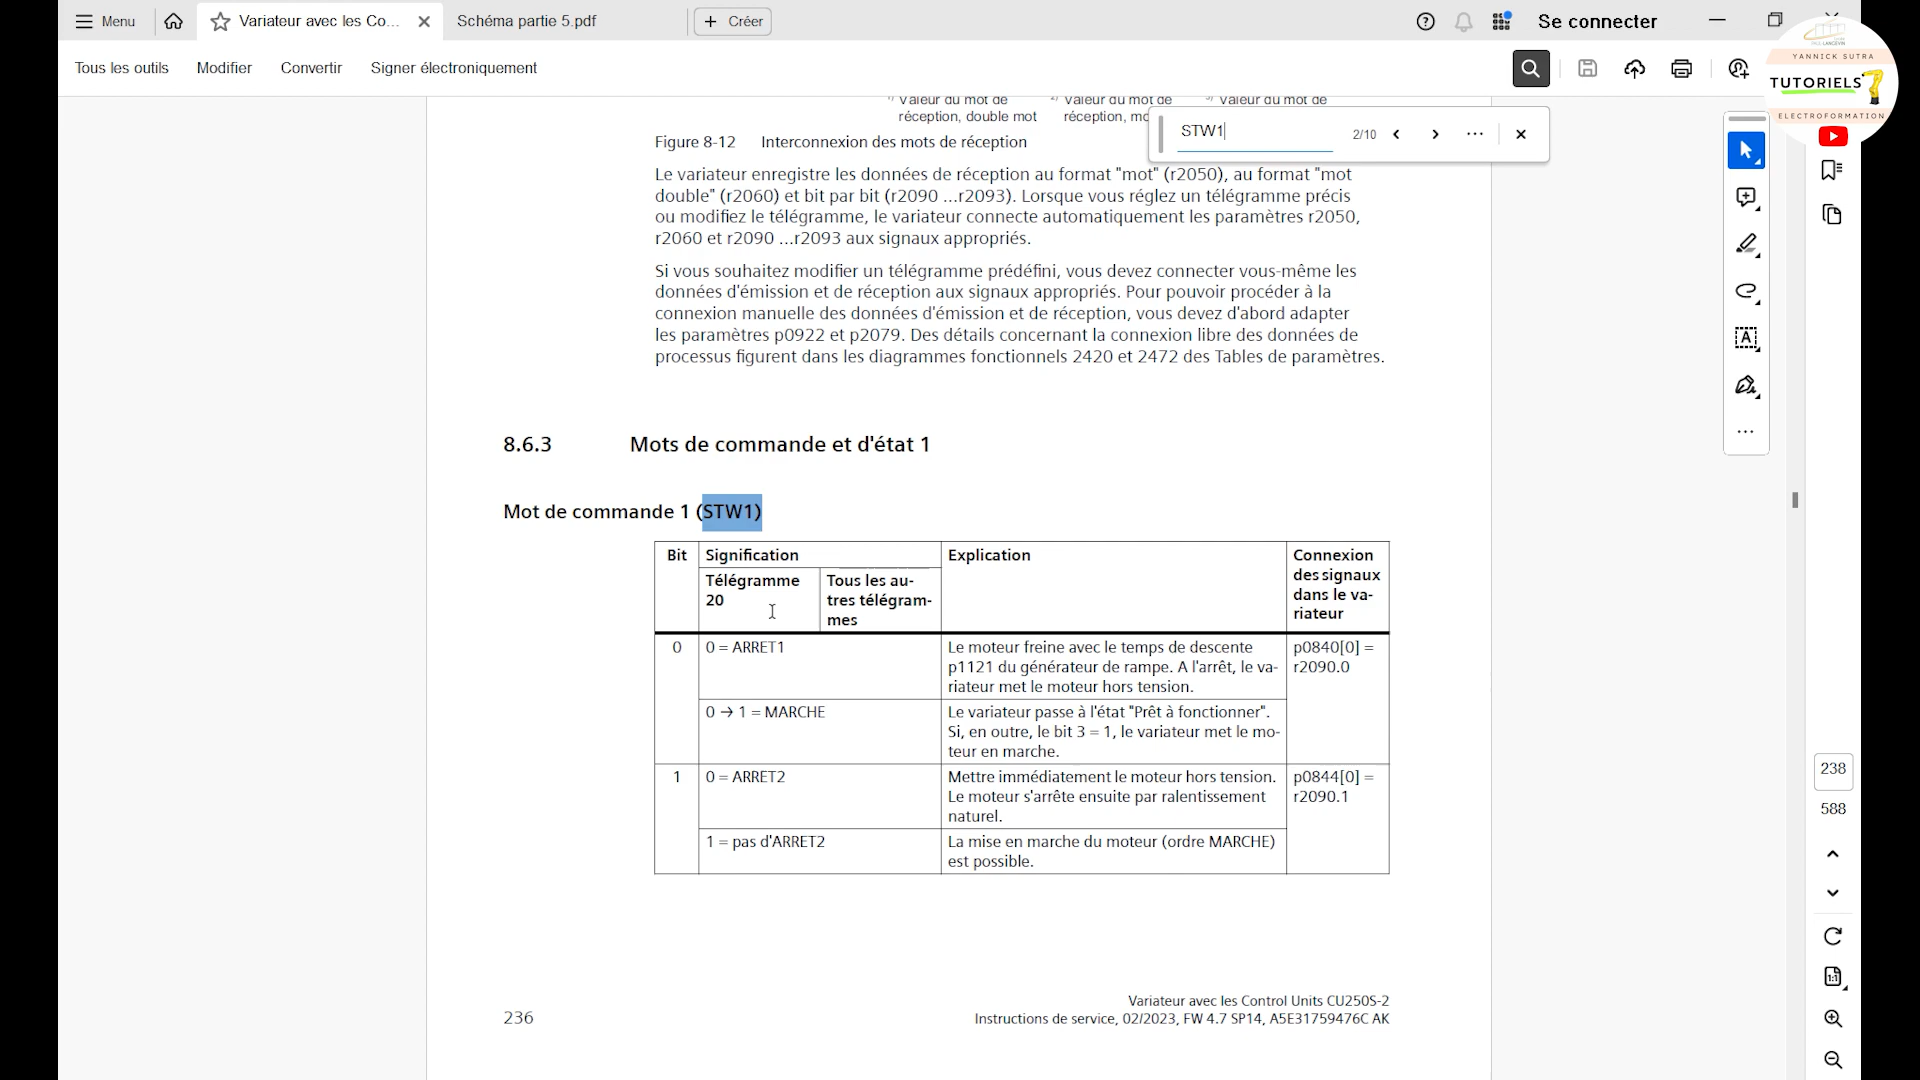 Menu
Variateur avec les Co...
Schéma partie 5.pdf
+ Créer
Se connecter
Tous les outils
Modifier
Convertir
Signer électroniquement
PAUL LANGEVIN
YANNICK SUTRA
TUTORIELS
ELECTROFORMATION
STW1
2/10
1) Valeur du mot de
réception, double mot
2) Valeur du mot de
réception, mo
3) Valeur du mot de
Figure 8-12 Interconnexion des mots de réception
Le variateur enregistre les données de réception au format "mot" (r2050), au format "mot
double" (r2060) et bit par bit (r2090 ...r2093). Lorsque vous réglez un télégramme précis
ou modifiez le télégramme, le variateur connecte automatiquement les paramètres r2050,
r2060 et r2090 ...r2093 aux signaux appropriés.
Si vous souhaitez modifier un télégramme prédéfini, vous devez connecter vous-même les
données d'émission et de réception aux signaux appropriés. Pour pouvoir procéder à la
connexion manuelle des données d'émission et de réception, vous devez d'abord adapter
les paramètres p0922 et p2079. Des détails concernant la connexion libre des données de
processus figurent dans les diagrammes fonctionnels 2420 et 2472 des Tables de paramètres.
8.6.3 Mots de commande et d'état 1
Mot de commande 1 (STW1)
Bit
Signification
Explication
Connexion
des signaux
dans le va-
riateur
Télégramme
20
Tous les au-
tres télégram-
mes
0
0 = ARRET1
Le moteur freine avec le temps de descente
p1121 du générateur de rampe. A l'arrêt, le va-
riateur met le moteur hors tension.
p0840[0] =
r2090.0
0 → 1 = MARCHE
Le variateur passe à l'état "Prêt à fonctionner".
Si, en outre, le bit 3 = 1, le variateur met le mo-
teur en marche.
1
0 = ARRET2
Mettre immédiatement le moteur hors tension.
Le moteur s'arrête ensuite par ralentissement
naturel.
p0844[0] =
r2090.1
1 = pas d'ARRET2
La mise en marche du moteur (ordre MARCHE)
est possible.
Variateur avec les Control Units CU250S-2
236
Instructions de service, 02/2023, FW 4.7 SP14, A5E31759476C AK
238
588
1:1